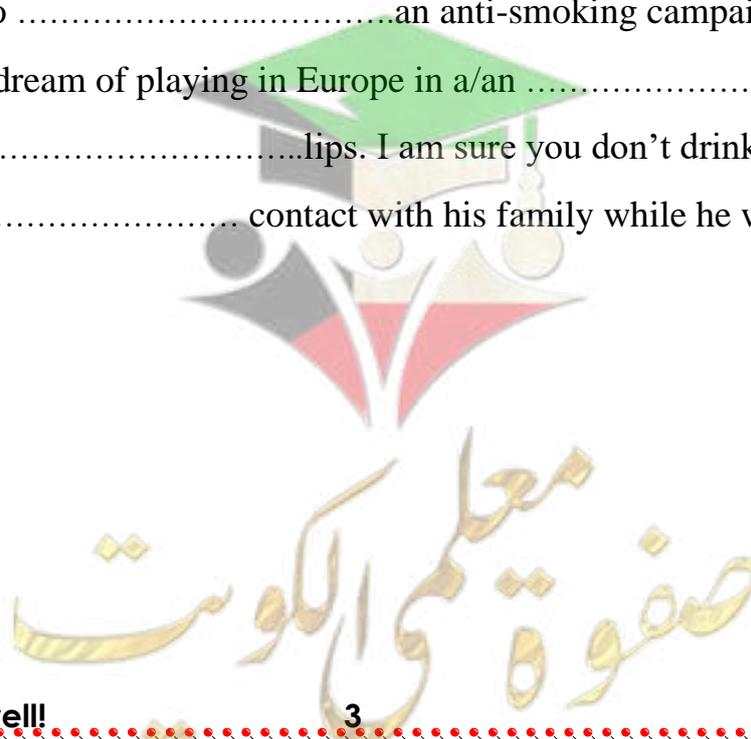 o …………………..………….an anti-smoking campai
dream of playing in Europe in a/an …………………
………………………..lips. I am sure you don’t drink
…………………… contact with his family while he w
صفوة معلمى الكويت
ell! 3